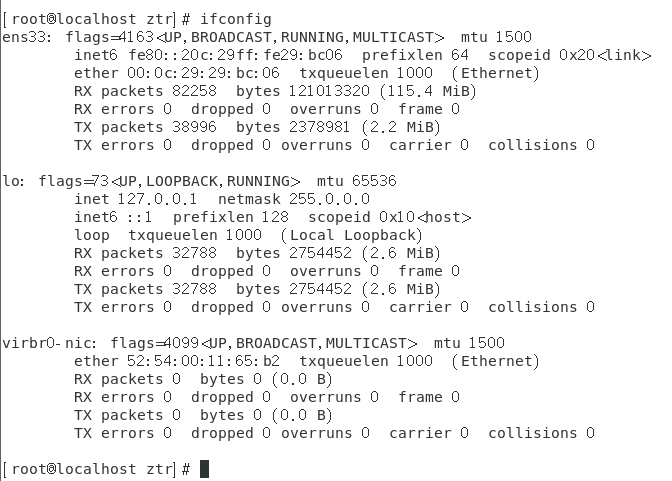 [root@localhost ztr]# ifconfig
ens33: flags=4163<UP,BROADCAST,RUNNING,MULTICAST>  mtu 1500
        inet6 fe80::20c:29ff:fe29:bc06  prefixlen 64  scopeid 0x20<link>
        ether 00:0c:29:29:bc:06  txqueuelen 1000  (Ethernet)
        RX packets 82258  bytes 121013320 (115.4 MiB)
        RX errors 0  dropped 0  overruns 0  frame 0
        TX packets 38996  bytes 2378981 (2.2 MiB)
        TX errors 0  dropped 0 overruns 0  carrier 0  collisions 0

lo: flags=73<UP,LOOPBACK,RUNNING>  mtu 65536
        inet 127.0.0.1  netmask 255.0.0.0
        inet6 ::1  prefixlen 128  scopeid 0x10<host>
        loop  txqueuelen 1000  (Local Loopback)
        RX packets 32788  bytes 2754452 (2.6 MiB)
        RX errors 0  dropped 0  overruns 0  frame 0
        TX packets 32788  bytes 2754452 (2.6 MiB)
        TX errors 0  dropped 0 overruns 0  carrier 0  collisions 0

virbr0-nic: flags=4099<UP,BROADCAST,MULTICAST>  mtu 1500
        ether 52:54:00:11:65:b2  txqueuelen 1000  (Ethernet)
        RX packets 0  bytes 0 (0.0 B)
        RX errors 0  dropped 0  overruns 0  frame 0
        TX packets 0  bytes 0 (0.0 B)
        TX errors 0  dropped 0 overruns 0  carrier 0  collisions 0

[root@localhost ztr]#